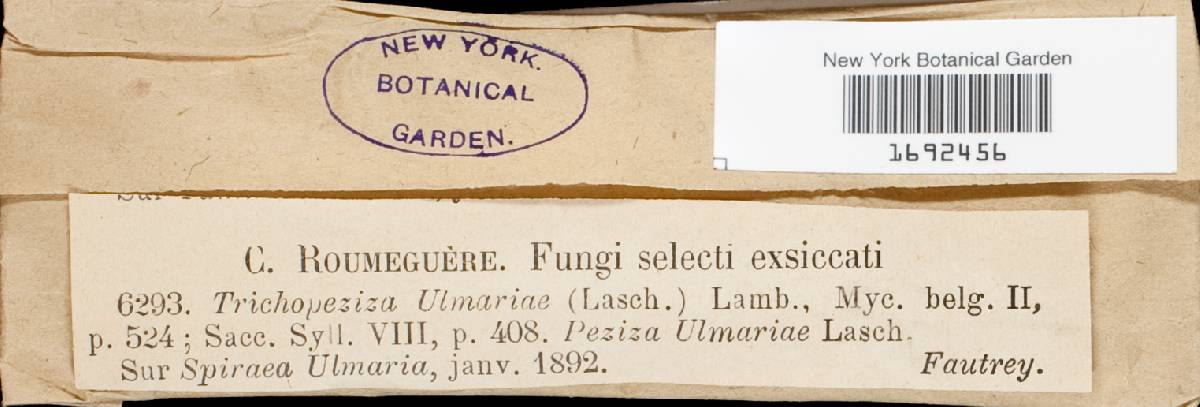 NEW YORK.
BOTANICAL
GARDEN.
New York Botanical Garden
1692456
C. ROUMEGUÈRE. Fungi selecti exsiccati
6293. Trichopeziza Ulmariae (Lasch.) Lamb., Myc. belg. II,
p. 524 ; Sacc. Syll. VIII, p. 408. Peziza Ulmariae Lasch.
Sur Spiraea Ulmaria, janv. 1892. Fautrey.